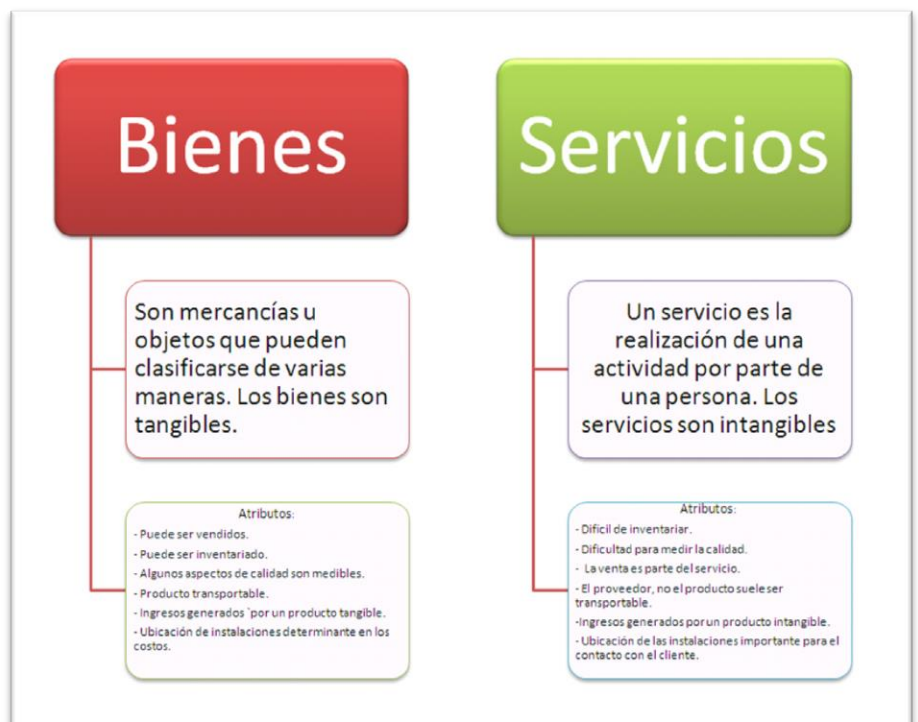 Bienes
Son mercancías u
objetos que pueden
clasificarse de varias
maneras. Los bienes son
tangibles.
Atributos:
- Puede ser vendidos.
- Puede ser inventariado.
- Algunos aspectos de calidad son medibles.
- Producto transportable.
- Ingresos generados `por un producto tangible.
- Ubicación de instalaciones determinante en los
costos.
Servicios
Un servicio es la
realización de una
actividad por parte de
una persona. Los
servicios son intangibles
Atributos:
- Dificil de inventariar.
- Dificultad para medir la calidad.
- La venta es parte del servicio.
- El proveedor, no el producto suele ser
transportable.
-Ingresos generados por un producto intangible.
- Ubicación de las instalaciones importante para el
contacto con el cliente.